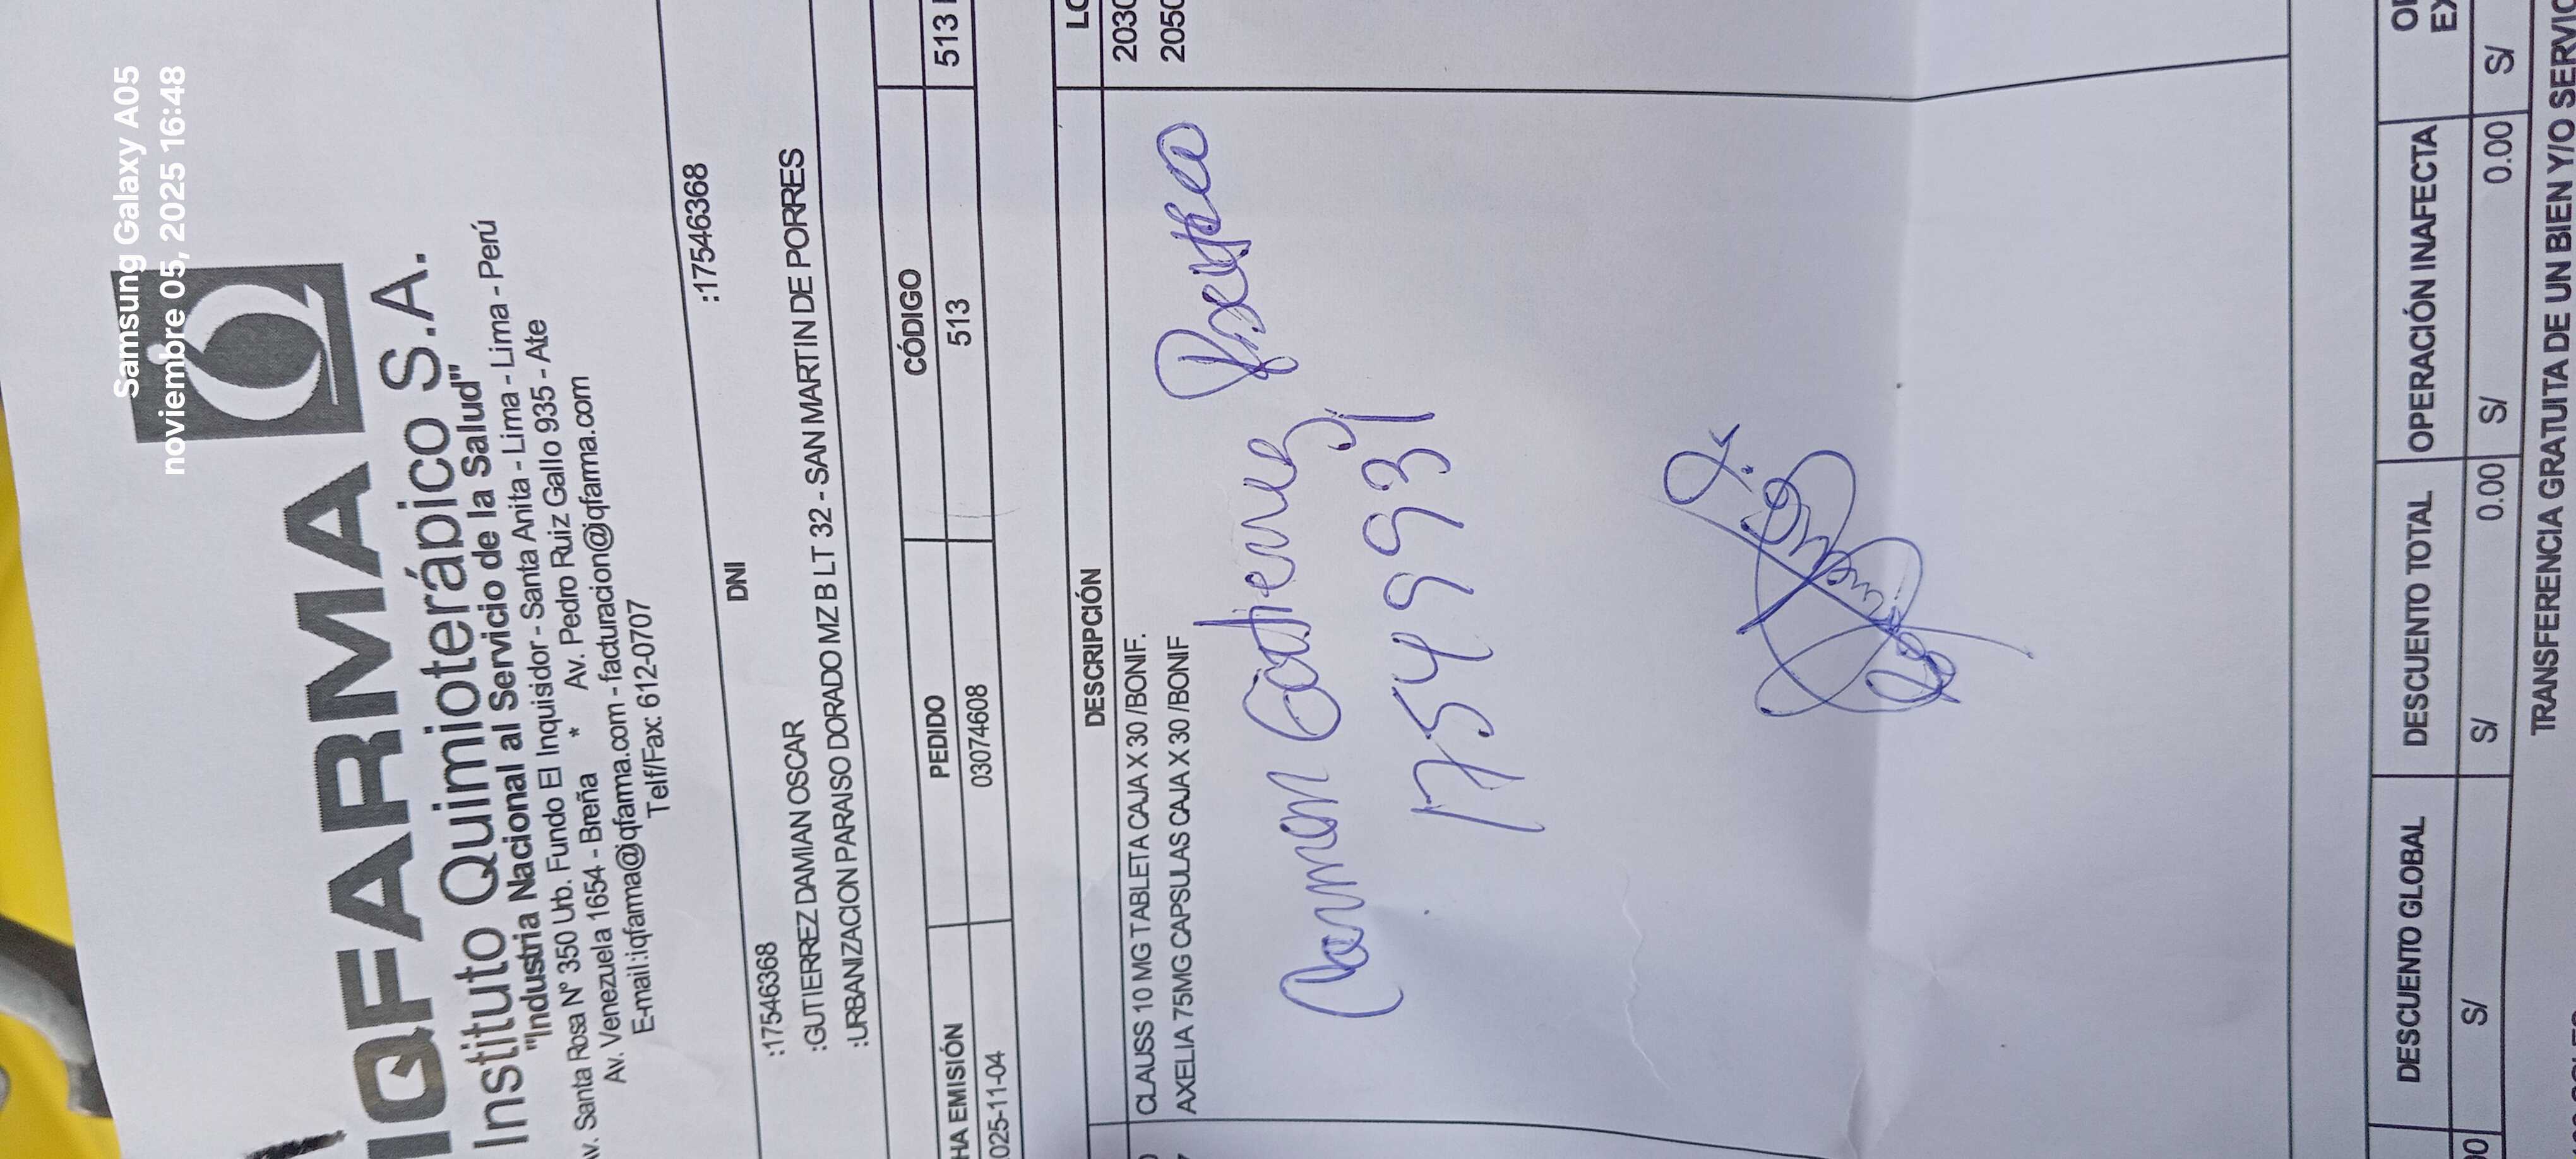 Samsung Galaxy A05
noviembre 05, 2025 16:48
IQFARMA
Instituto Quimioterápico S.A.
"Industria Nacional al Servicio de la Salud"
Av. Santa Rosa N° 350 Urb. Fundo El Inquisidor - Santa Anita - Lima - Lima - Perú
Av. Venezuela 1654 - Breña * Av. Pedro Ruiz Gallo 935 - Ate
E-mail:iqfarma@iqfarma.com - facturacion@iqfarma.com
Telf/Fax: 612-0707
:17546368 DNI :17546368
:GUTIERREZ DAMIAN OSCAR
:URBANIZACION PARAISO DORADO MZ B LT 32 - SAN MARTIN DE PORRES
HA EMISIÓN PEDIDO CÓDIGO
025-11-04 03074608 513 513
DESCRIPCIÓN LO
CLAUSS 10 MG TABLETA CAJA X 30 /BONIF. 2030
AXELIA 75MG CAPSULAS CAJA X 30 /BONIF 2050
Carmen Gutierrez
17549931
DESCUENTO GLOBAL DESCUENTO TOTAL OPERACIÓN INAFECTA
00 S/ S/ 0.00 S/ 0.00 S/
TRANSFERENCIA GRATUITA DE UN BIEN Y/O SERVIC